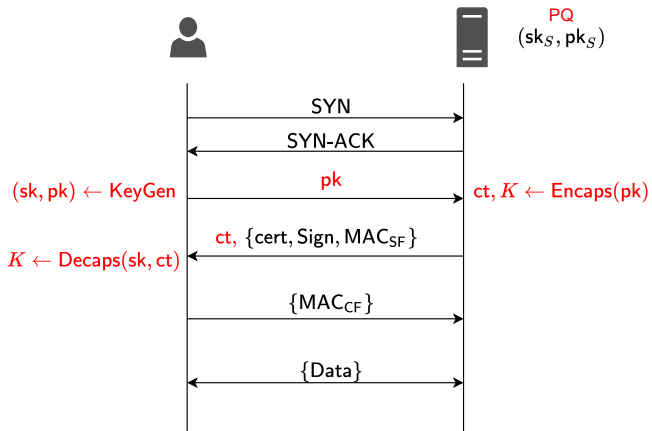 PQ
(sk_S, pk_S)
SYN
SYN-ACK
(sk, pk) ← KeyGen
pk
ct, K ← Encaps(pk)
ct, {cert, Sign, MAC_SF}
K ← Decaps(sk, ct)
{MAC_CF}
{Data}